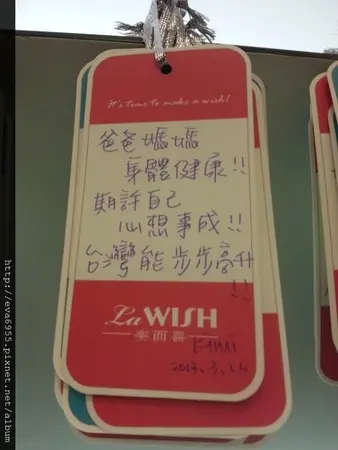 It's time to make a wish!
爸爸媽媽
身體健康!!
期許自己
心想事成!!
台灣能步步高升
!!
La WISH
樂而喜
2013.3.16
http://eva6955.pixnet.net/album